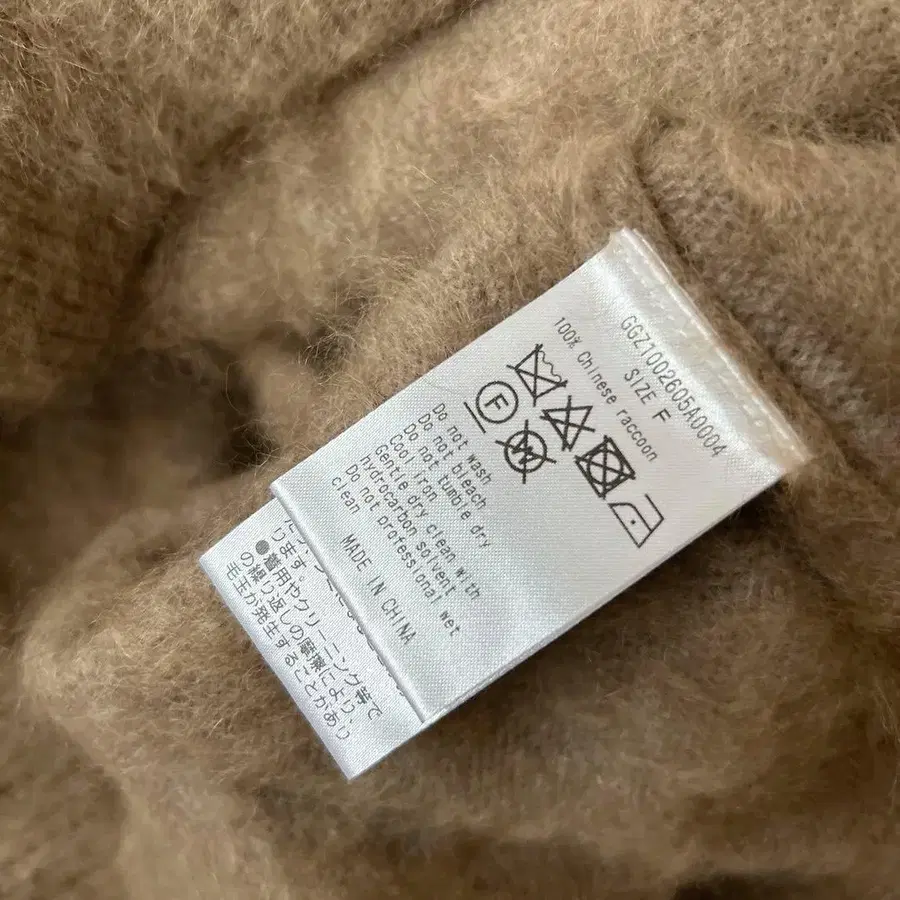 GGZ1002605A0004
SIZE F
100% Chinese raccoon
F
W
Do not wash
Do not bleach
Do not tumble dry
Cool iron
Gentle dry clean with
hydrocarbon solvent
Do not professional wet
clean
MADE IN CHINA
ります。
●着用やクリーニング等で
の繰り返しの摩擦により、
毛玉が発生することがあり